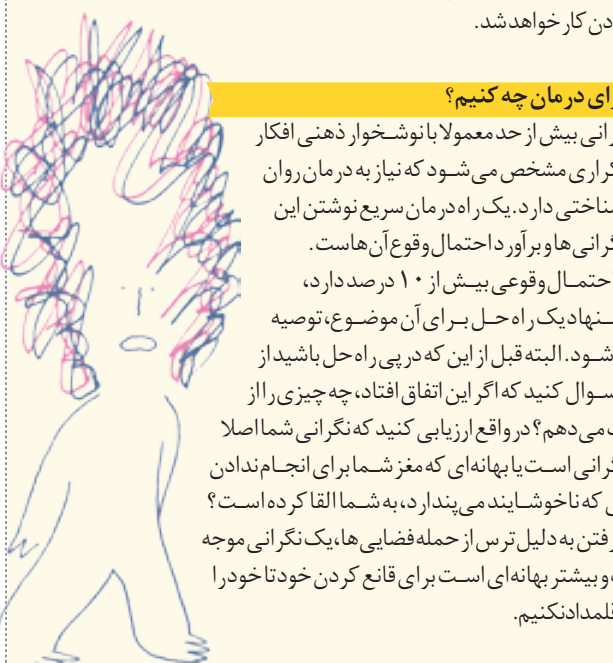 دن کار خواهد شد.
رای درمان چه کنیم؟
رانی بیش از حد معمولا با نوشخوار ذهنی افکار
کراری مشخص می‌شود که نیاز به درمان روان
ناختی دارد. یک راه درمان سریع نوشتن این
گرانی‌ها و برآورد احتمال وقوع آن‌هاست.
حتمال وقوعی بیش از ۱۰ درصد دارد،
نهاد یک راه حل برای آن موضوع، توصیه
شود. البته قبل از این که در پی راه حل باشید از
سوال کنید که اگر این اتفاق افتاد، چه چیزی را از
می‌دهم؟ در واقع ارزیابی کنید که نگرانی شما اصلا
گرانی است یا بهانه‌ای که مغز شما برای انجام ندادن
که ناخوشایند می‌پندارد، به شما القا کرده است؟
رفتن به دلیل ترس از حمله فضایی‌ها، یک نگرانی موجه
و بیشتر بهانه‌ای است برای قانع کردن خود تا خود را
قلمداد نکنیم.